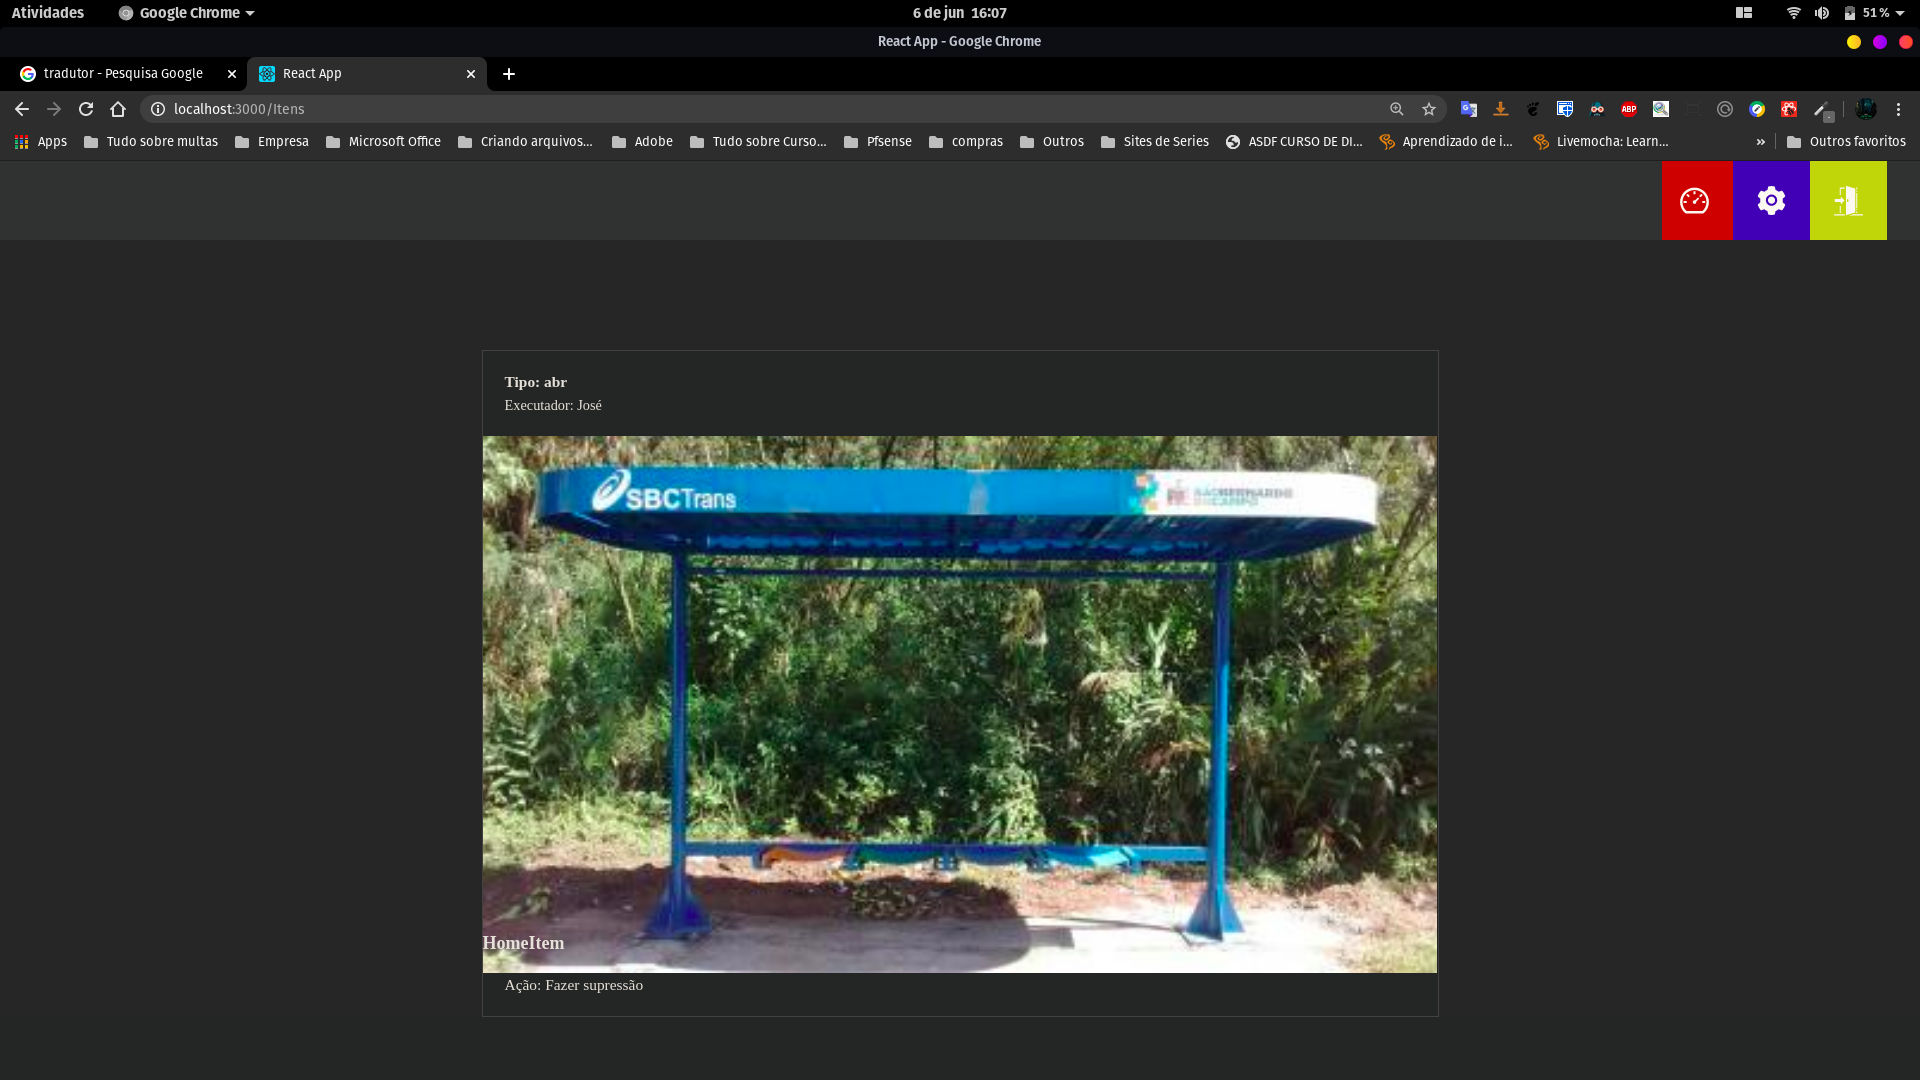 Atividades
Google Chrome
6 de jun 16:07
51 %
React App - Google Chrome
tradutor - Pesquisa Google
React App
localhost:3000/Itens
ABP
Apps
Tudo sobre multas
Empresa
Microsoft Office
Criando arquivos...
Adobe
Tudo sobre Curso...
Pfsense
compras
Outros
Sites de Series
ASDF CURSO DE DI...
Aprendizado de i...
Livemocha: Learn...
»
Outros favoritos
Tipo: abr
Executador: José
SBCTrans
SÃOBERNARDO
DOCAMPO
HomeItem
Ação: Fazer supressão